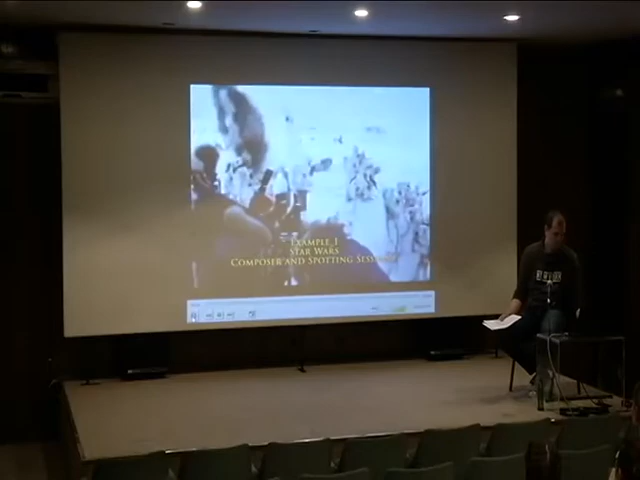 EXAMPLE 1
STAR WARS
COMPOSER AND SPOTTING SESSION